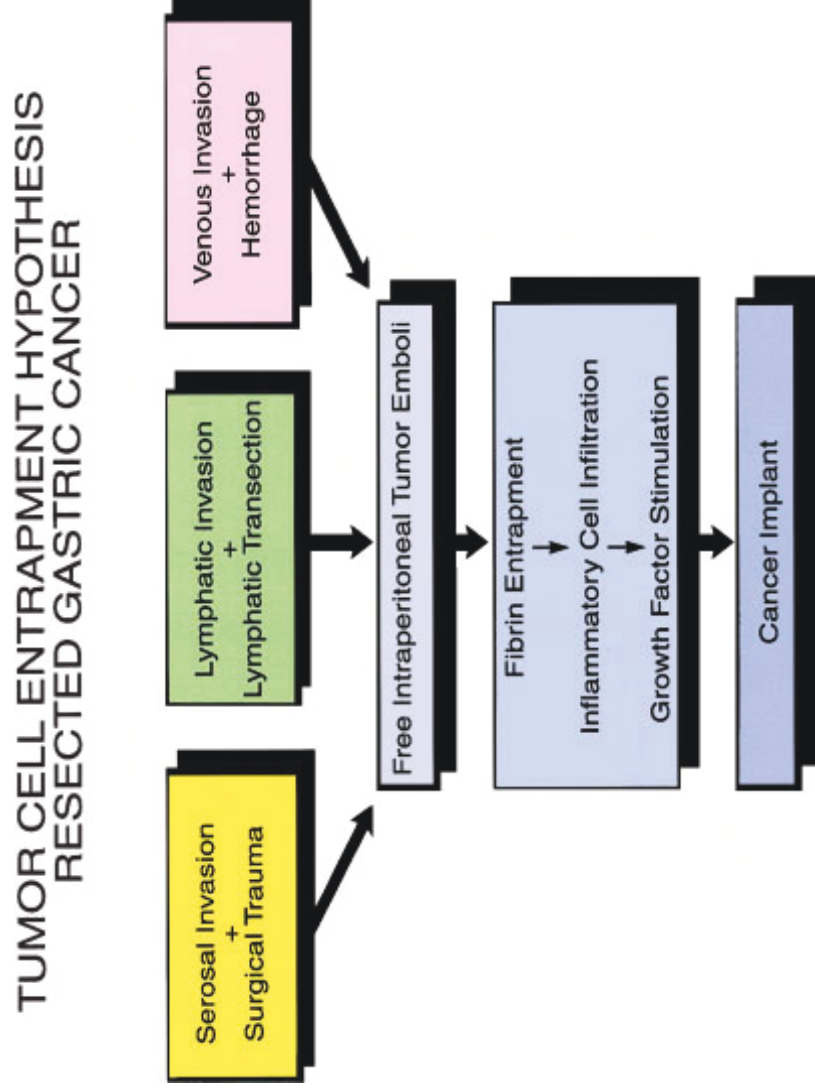 TUMOR CELL ENTRAPMENT HYPOTHESIS
RESECTED GASTRIC CANCER
Serosal Invasion
+
Surgical Trauma
Lymphatic Invasion
+
Lymphatic Transection
Venous Invasion
+
Hemorrhage
Free Intraperitoneal Tumor Emboli
Fibrin Entrapment
Inflammatory Cell Infiltration
Growth Factor Stimulation
Cancer Implant